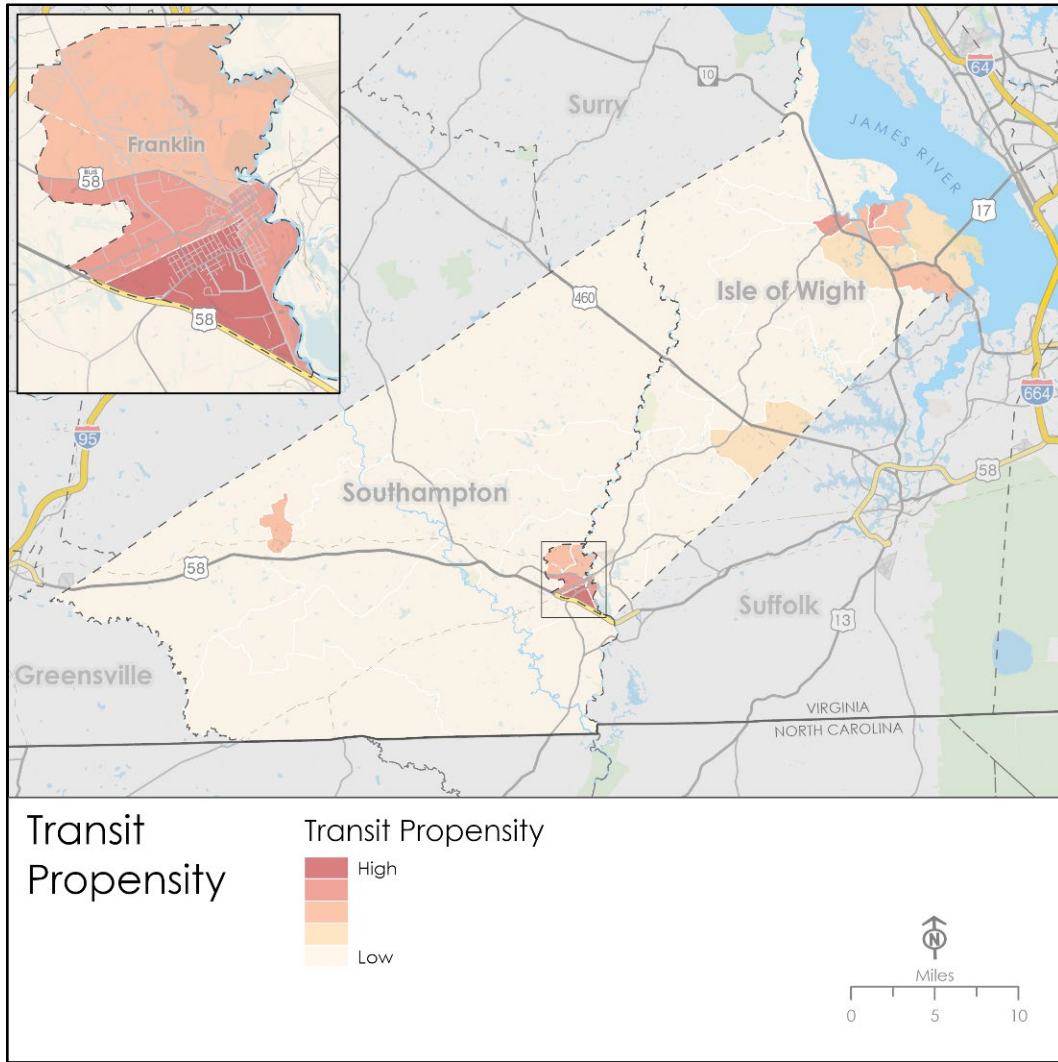 Franklin
BUS
58
58
10
64
Surry
JAMES RIVER
17
460
Isle of Wight
95
664
58
Southampton
58
Suffolk
13
Greensville
VIRGINIA
NORTH CAROLINA
Transit
Propensity
Transit Propensity
High
Low
N
Miles
0 5 10